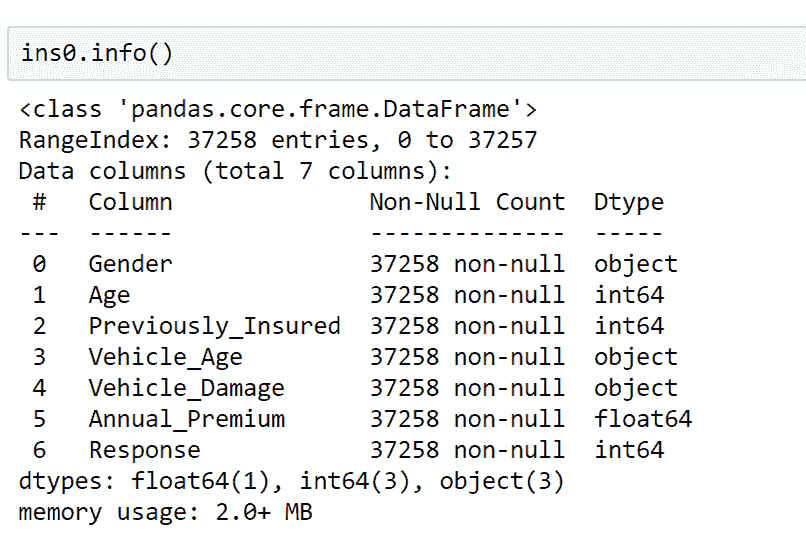 ins0.info()
<class 'pandas.core.frame.DataFrame'>
RangeIndex: 37258 entries, 0 to 37257
Data columns (total 7 columns):
 #   Column              Non-Null Count  Dtype
---  ------              --------------  -----
 0   Gender              37258 non-null  object
 1   Age                 37258 non-null  int64
 2   Previously_Insured  37258 non-null  int64
 3   Vehicle_Age         37258 non-null  object
 4   Vehicle_Damage      37258 non-null  object
 5   Annual_Premium      37258 non-null  float64
 6   Response            37258 non-null  int64
dtypes: float64(1), int64(3), object(3)
memory usage: 2.0+ MB